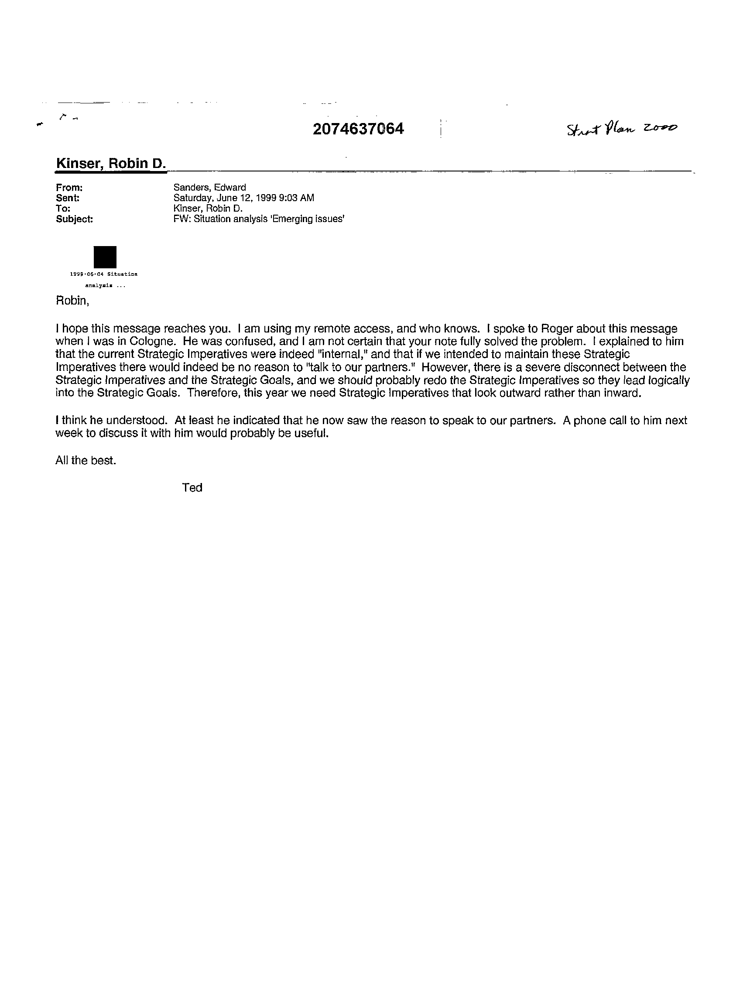 2074637064
Strat Plan 2000
Kinser, Robin D.
From: Sanders, Edward
Sent: Saturday, June 12, 1999 9:03 AM
To: Kinser, Robin D.
Subject: FW: Situation analysis 'Emerging issues'
1999-06-04 Situation
analysis ...
Robin,
I hope this message reaches you. I am using my remote access, and who knows. I spoke to Roger about this message
when I was in Cologne. He was confused, and I am not certain that your note fully solved the problem. I explained to him
that the current Strategic Imperatives were indeed "internal," and that if we intended to maintain these Strategic
Imperatives there would indeed be no reason to "talk to our partners." However, there is a severe disconnect between the
Strategic Imperatives and the Strategic Goals, and we should probably redo the Strategic Imperatives so they lead logically
into the Strategic Goals. Therefore, this year we need Strategic Imperatives that look outward rather than inward.
I think he understood. At least he indicated that he now saw the reason to speak to our partners. A phone call to him next
week to discuss it with him would probably be useful.
All the best.
Ted